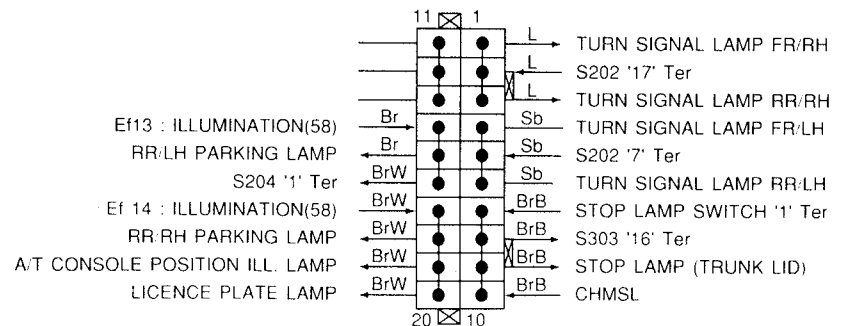 11 1
L TURN SIGNAL LAMP FR/RH
L S202 '17' Ter
L TURN SIGNAL LAMP RR/RH
Ef13 : ILLUMINATION(58) Br Sb TURN SIGNAL LAMP FR/LH
RR/LH PARKING LAMP Br Sb S202 '7' Ter
S204 '1' Ter BrW Sb TURN SIGNAL LAMP RR/LH
Ef 14 : ILLUMINATION(58) BrW BrB STOP LAMP SWITCH '1' Ter
RR/RH PARKING LAMP BrW BrB S303 '16' Ter
A/T CONSOLE POSITION ILL. LAMP BrW BrB STOP LAMP (TRUNK LID)
LICENCE PLATE LAMP BrW BrB CHMSL
20 10